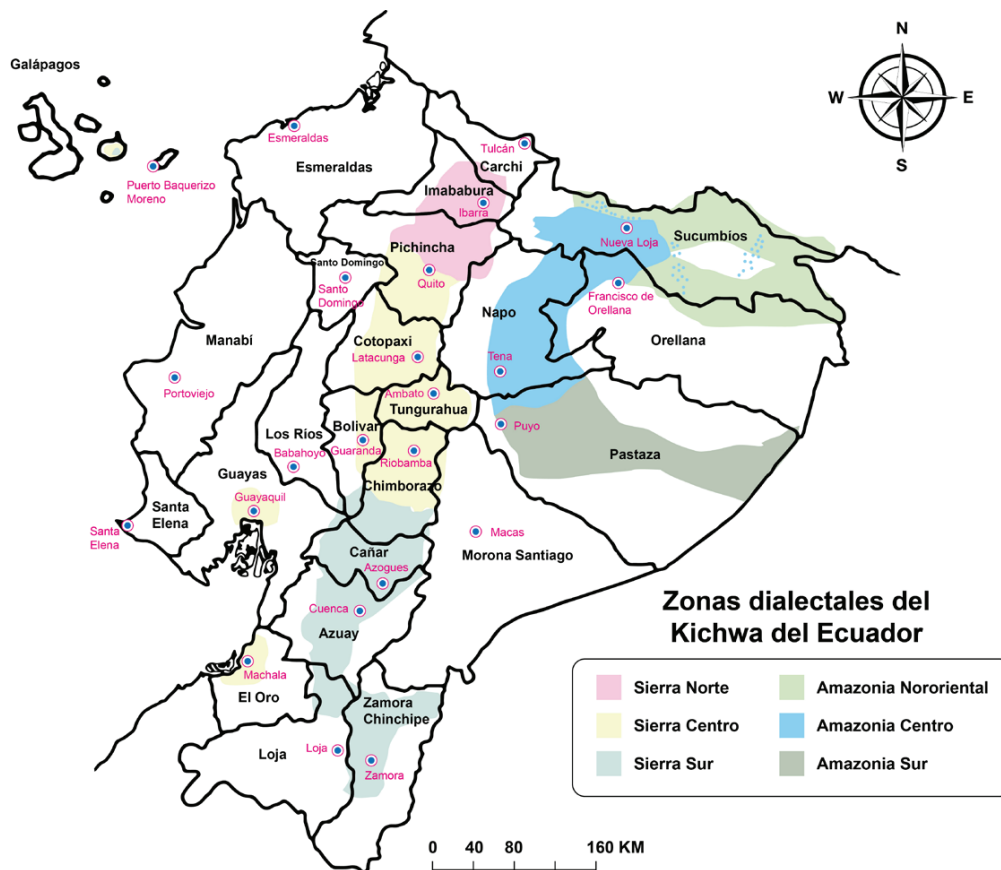 Galápagos
N
W
E
S
Esmeraldas
Tulcán
Carchi
Esmeraldas
Puerto Baquerizo
Moreno
Imababura
Ibarra
Nueva Loja
Sucumbios
Pichincha
Santo Domingo
Quito
Santo
Domingo
Francisco de
Orellana
Napo
Manabí
Cotopaxi
Latacunga
Orellana
Tena
Portoviejo
Ambato
Tungurahua
Bolivar
Puyo
Los Ríos
Guaranda
Babahoyo
Riobamba
Pastaza
Guayas
Chimborazo
Guayaquil
Santa
Elena
Santa
Elena
Macas
Cañar
Morona Santiago
Azogues
Cuenca
Azuay
Machala
El Oro
Zamora
Chinchipe
Loja
Loja
Zamora
Zonas dialectales del
Kichwa del Ecuador
Sierra Norte
Amazonia Nororiental
Sierra Centro
Amazonia Centro
Sierra Sur
Amazonia Sur
0 40 80 160 KM